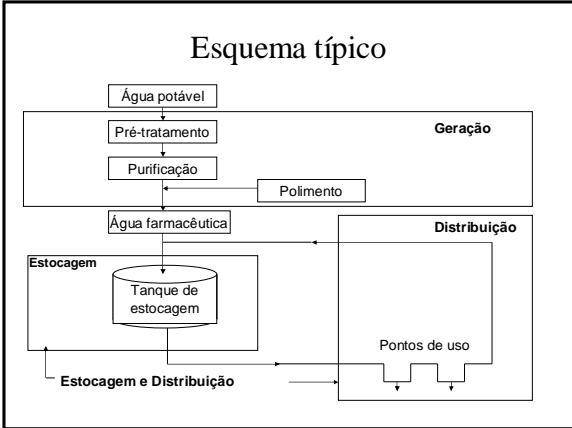 Esquema típico
Água potável
Pré-tratamento
Geração
Purificação
Polimento
Água farmacêutica
Distribuição
Estocagem
Tanque de
estocagem
Pontos de uso
Estocagem e Distribuição